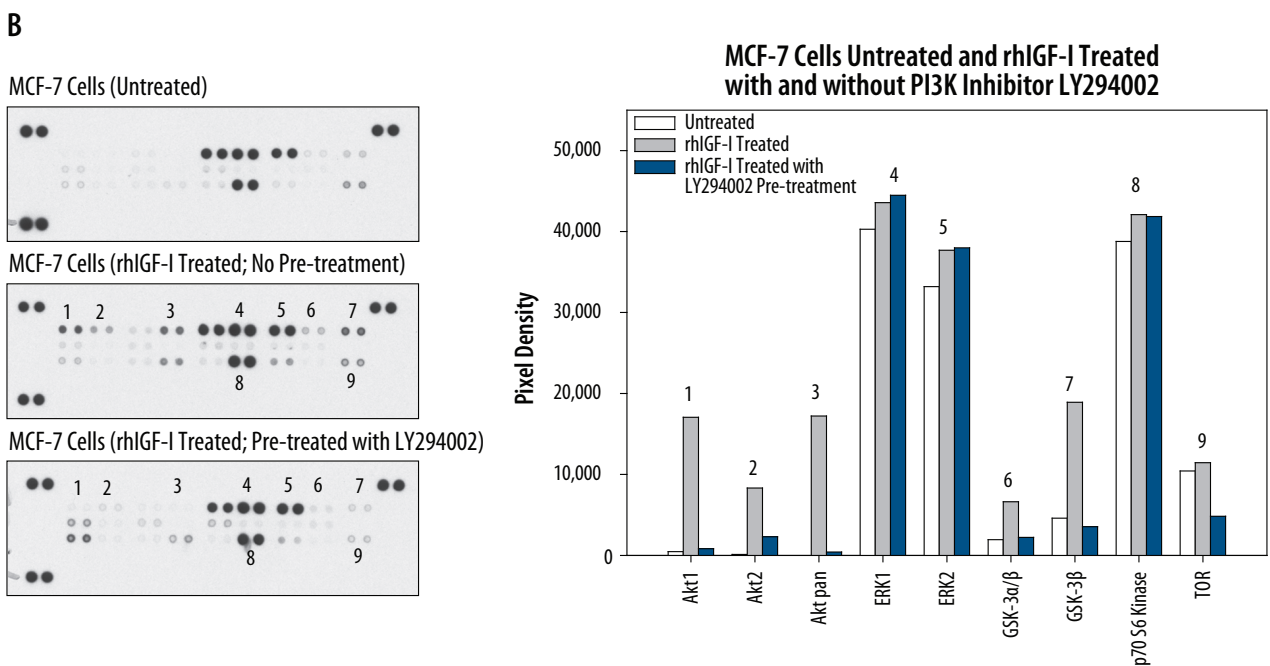 B
MCF-7 Cells (Untreated)
MCF-7 Cells (rhIGF-I Treated; No Pre-treatment)
1 2 3 4 5 6 7
8 9
MCF-7 Cells (rhIGF-I Treated; Pre-treated with LY294002)
1 2 3 4 5 6 7
8 9
MCF-7 Cells Untreated and rhIGF-I Treated
with and without PI3K Inhibitor LY294002
Untreated
rhIGF-I Treated
rhIGF-I Treated with
LY294002 Pre-treatment
Pixel Density
50,000
40,000
30,000
20,000
10,000
0
1
2
3
4
5
6
7
8
9
Akt1
Akt2
Akt pan
ERK1
ERK2
GSK-3α/β
GSK-3β
p70 S6 Kinase
TOR